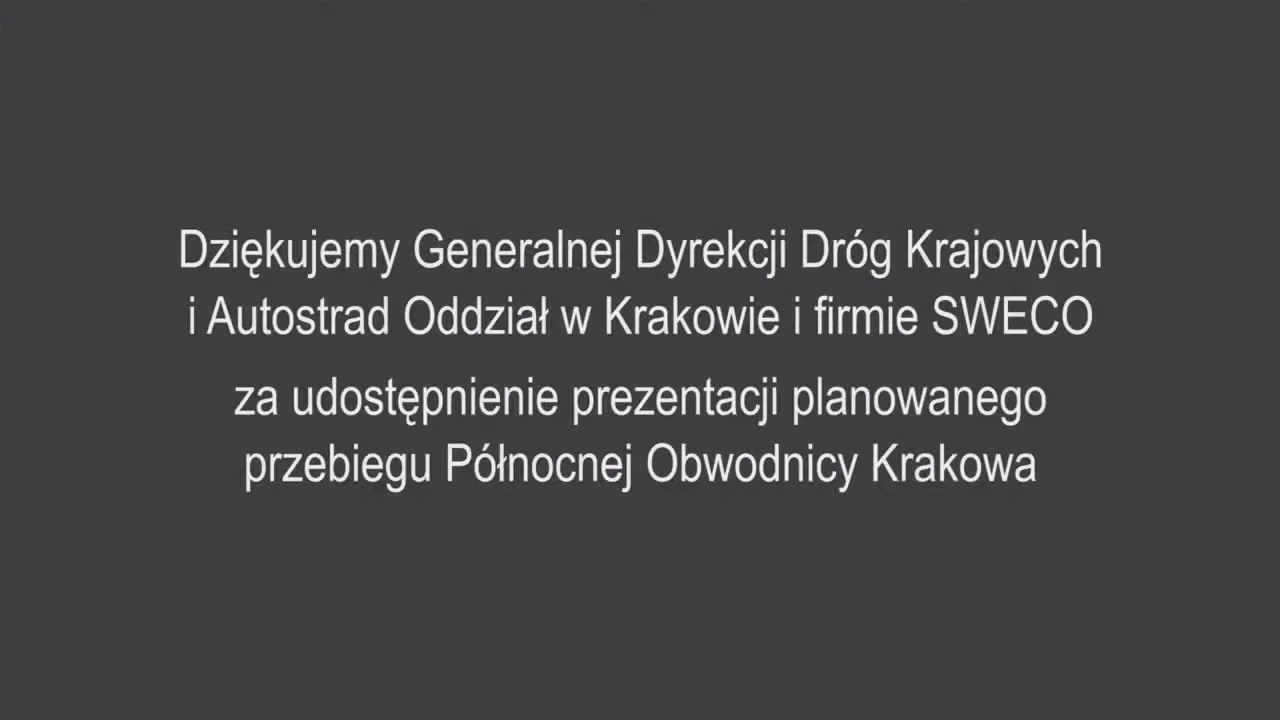 Dziękujemy Generalnej Dyrekcji Dróg Krajowych
i Autostrad Oddział w Krakowie i firmie SWECO
za udostępnienie prezentacji planowanego
przebiegu Północnej Obwodnicy Krakowa